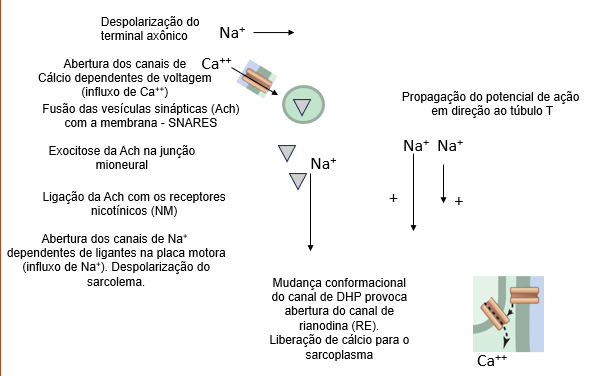 Despolarização do
terminal axônico
Na⁺
Abertura dos canais de
Cálcio dependentes de voltagem
(influxo de Ca⁺⁺)
Ca⁺⁺
Fusão das vesículas sinápticas (Ach)
com a membrana - SNARES
Exocitose da Ach na junção
mioneural
Na⁺
Ligação da Ach com os receptores
nicotínicos (NM)
Abertura dos canais de Na⁺
dependentes de ligantes na placa motora
(influxo de Na⁺). Despolarização do
sarcolema.
Propagação do potencial de ação
em direção ao túbulo T
Na⁺ Na⁺
+
+
Mudança conformacional
do canal de DHP provoca
abertura do canal de
rianodina (RE).
Liberação de cálcio para o
sarcoplasma
Ca⁺⁺